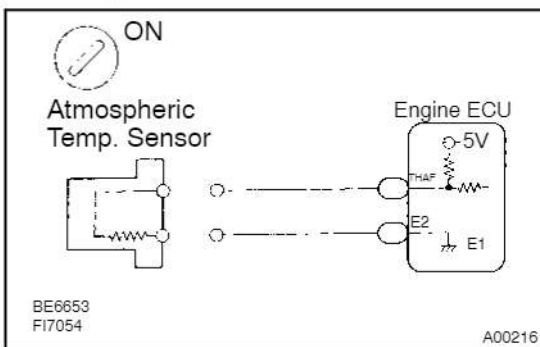 ON
Atmospheric
Temp. Sensor
Engine ECU
5V
THAF
E2
E1
BE6653
FI7054
A00216